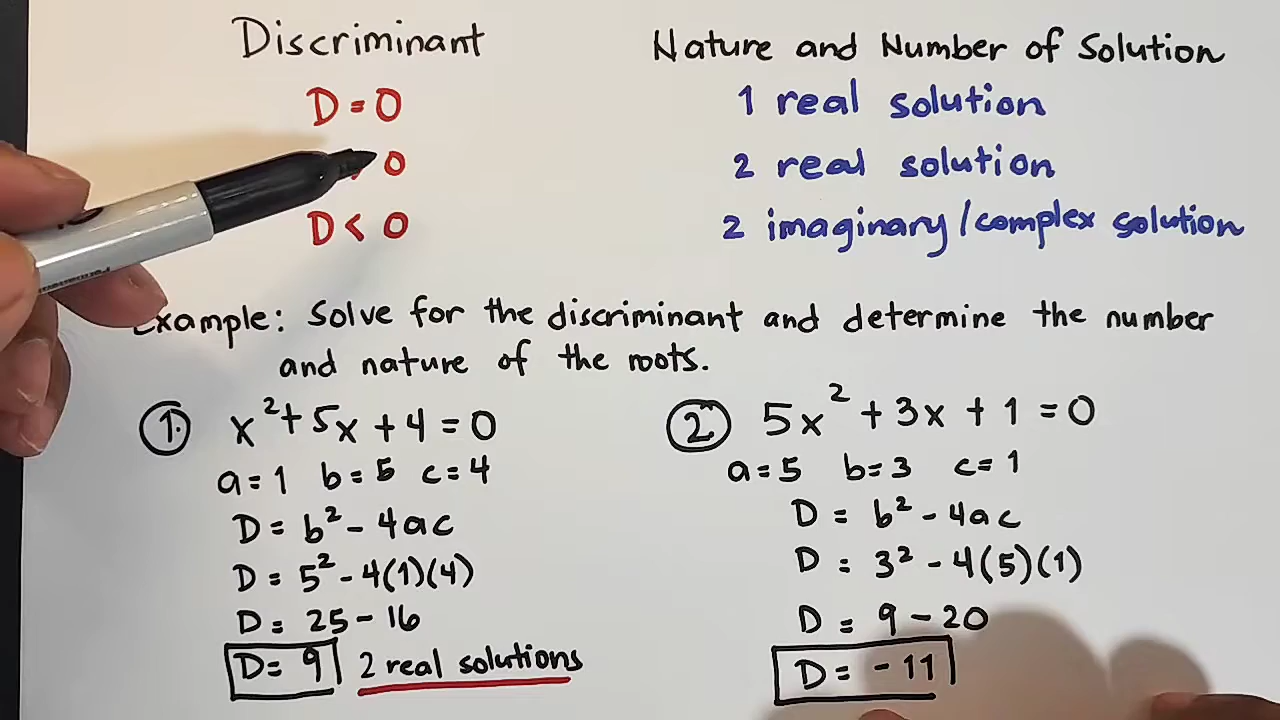 Discriminant
Nature and Number of Solution
D = 0
1 real solution
0
2 real solution
D < 0
2 imaginary/complex solution
Example: Solve for the discriminant and determine the number
and nature of the roots.
1. x² + 5x + 4 = 0
a = 1 b = 5 c = 4
D = b² - 4ac
D = 5² - 4(1)(4)
D = 25 - 16
D = 9 2 real solutions
2. 5x² + 3x + 1 = 0
a = 5 b = 3 c = 1
D = b² - 4ac
D = 3² - 4(5)(1)
D = 9 - 20
D = -11